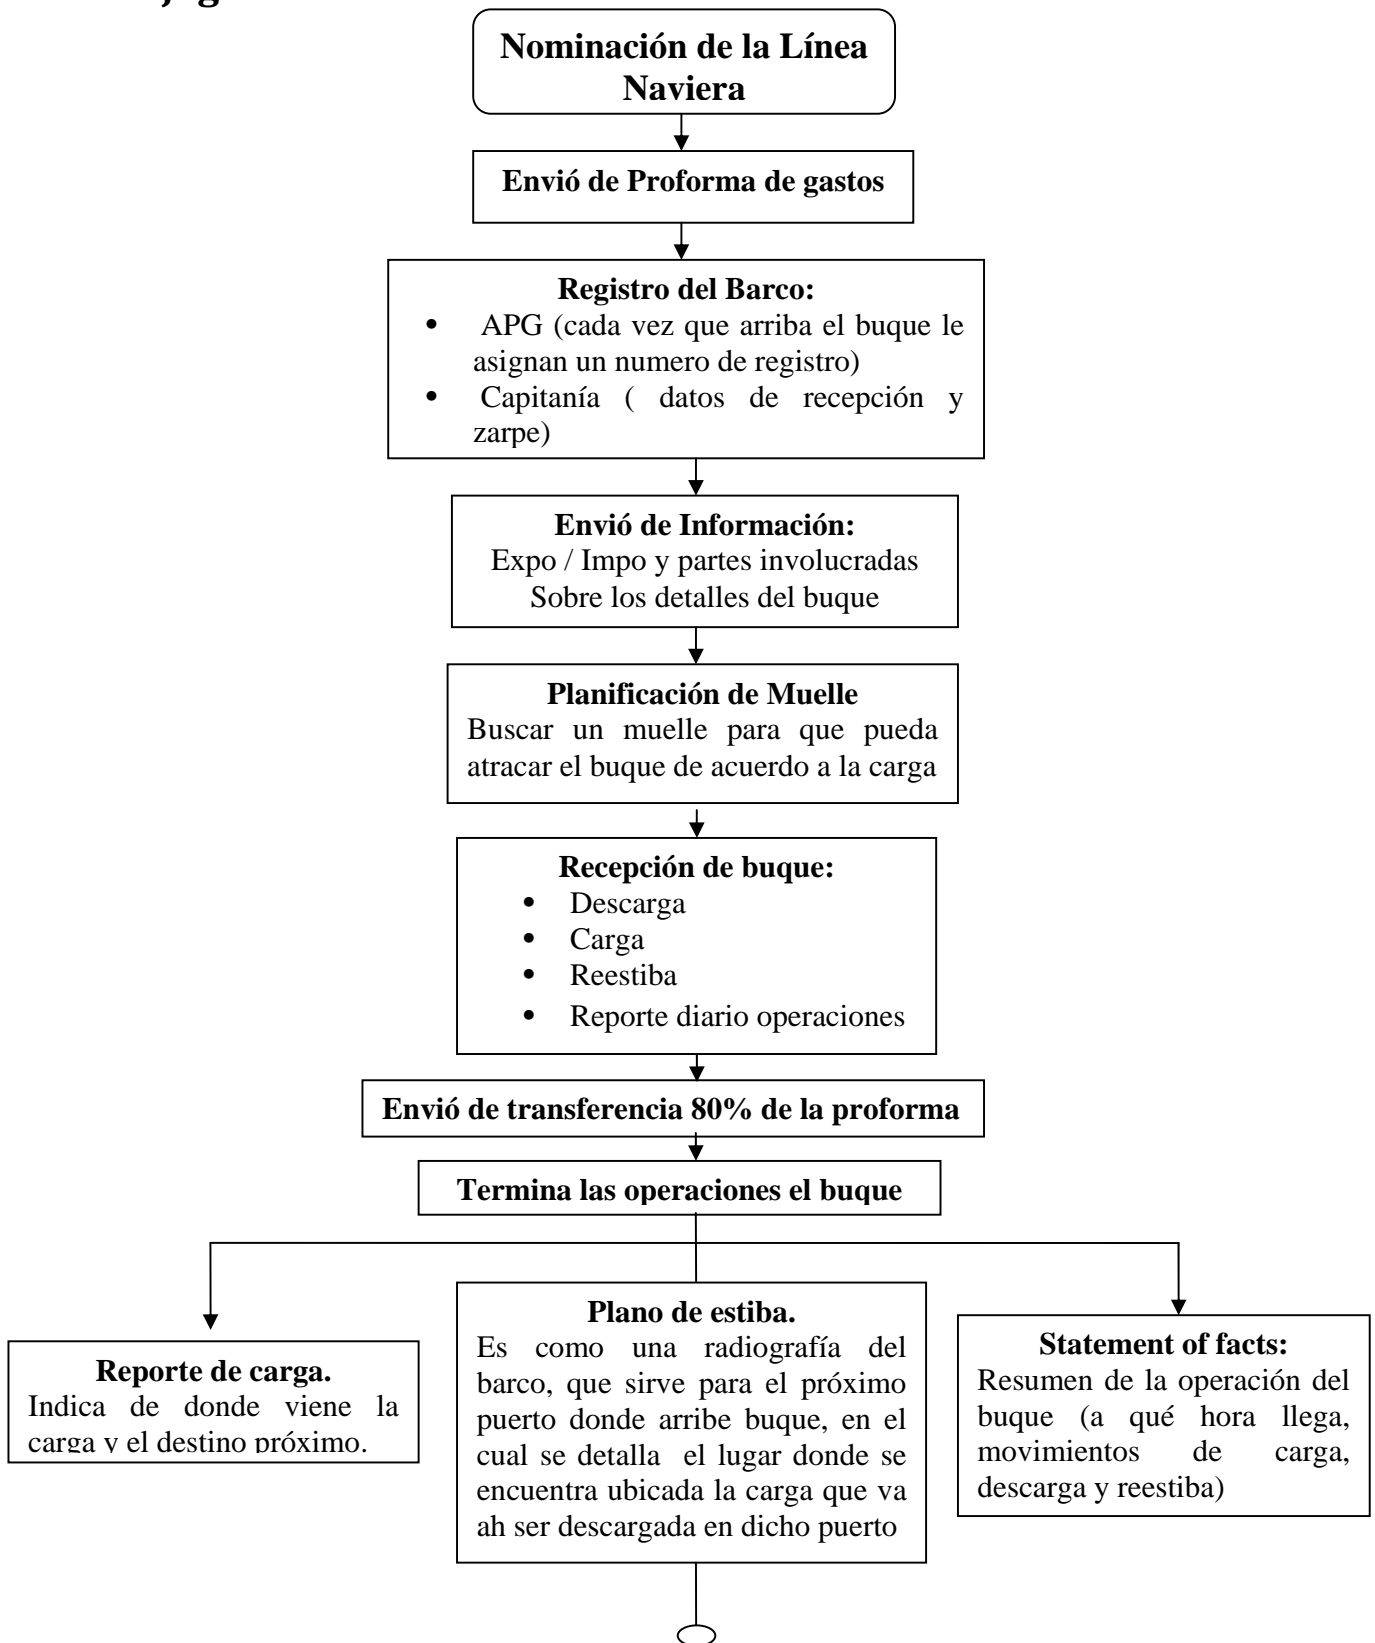 Nominación de la Línea
Naviera
Envió de Proforma de gastos
Registro del Barco:
• APG (cada vez que arriba el buque le
asignan un numero de registro)
• Capitanía ( datos de recepción y
zarpe)
Envió de Información:
Expo / Impo y partes involucradas
Sobre los detalles del buque
Planificación de Muelle
Buscar un muelle para que pueda
atracar el buque de acuerdo a la carga
Recepción de buque:
• Descarga
• Carga
• Reestiba
• Reporte diario operaciones
Envió de transferencia 80% de la proforma
Termina las operaciones el buque
Reporte de carga.
Indica de donde viene la
carga y el destino próximo.
Plano de estiba.
Es como una radiografía del
barco, que sirve para el próximo
puerto donde arribe buque, en el
cual se detalla el lugar donde se
encuentra ubicada la carga que va
ah ser descargada en dicho puerto
Statement of facts:
Resumen de la operación del
buque (a qué hora llega,
movimientos de carga,
descarga y reestiba)